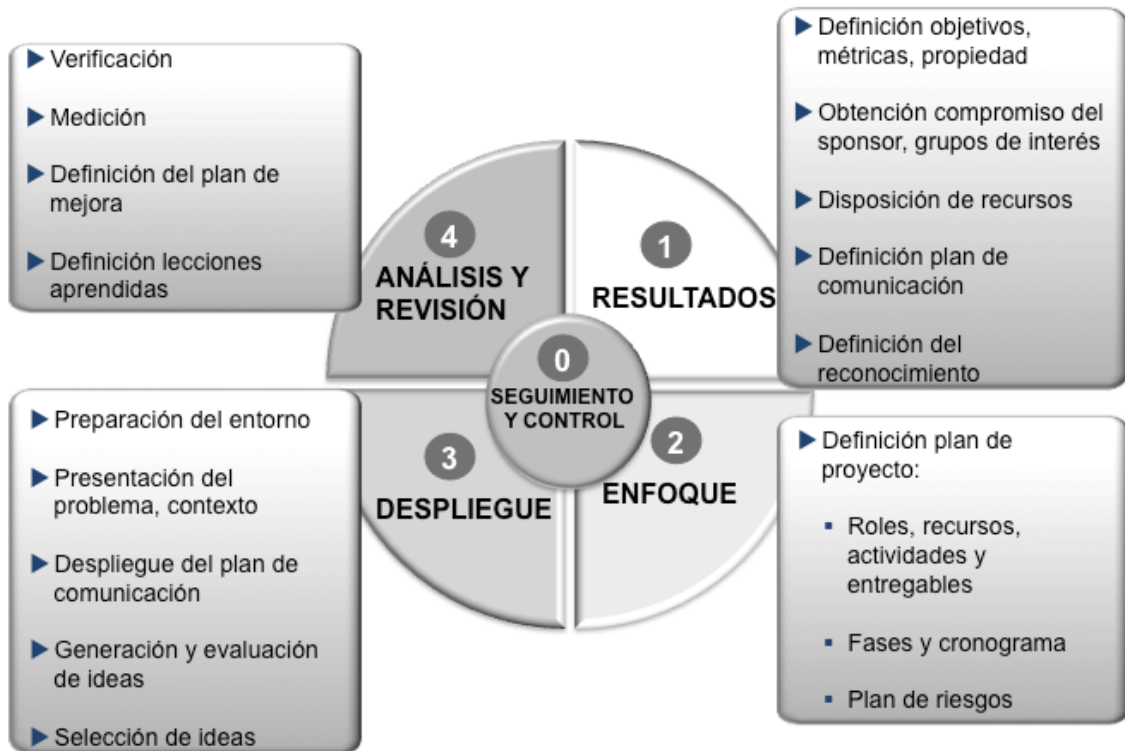 Verificación
Medición
Definición del plan de
mejora
Definición lecciones
aprendidas
Definición objetivos,
métricas, propiedad
Obtención compromiso del
sponsor, grupos de interés
Disposición de recursos
Definición plan de
comunicación
Definición del
reconocimiento
4
ANÁLISIS Y
REVISIÓN
1
RESULTADOS
0
SEGUIMIENTO
Y CONTROL
3
DESPLIEGUE
2
ENFOQUE
Preparación del entorno
Presentación del
problema, contexto
Despliegue del plan de
comunicación
Generación y evaluación
de ideas
Selección de ideas
Definición plan de
proyecto:
Roles, recursos,
actividades y
entregables
Fases y cronograma
Plan de riesgos